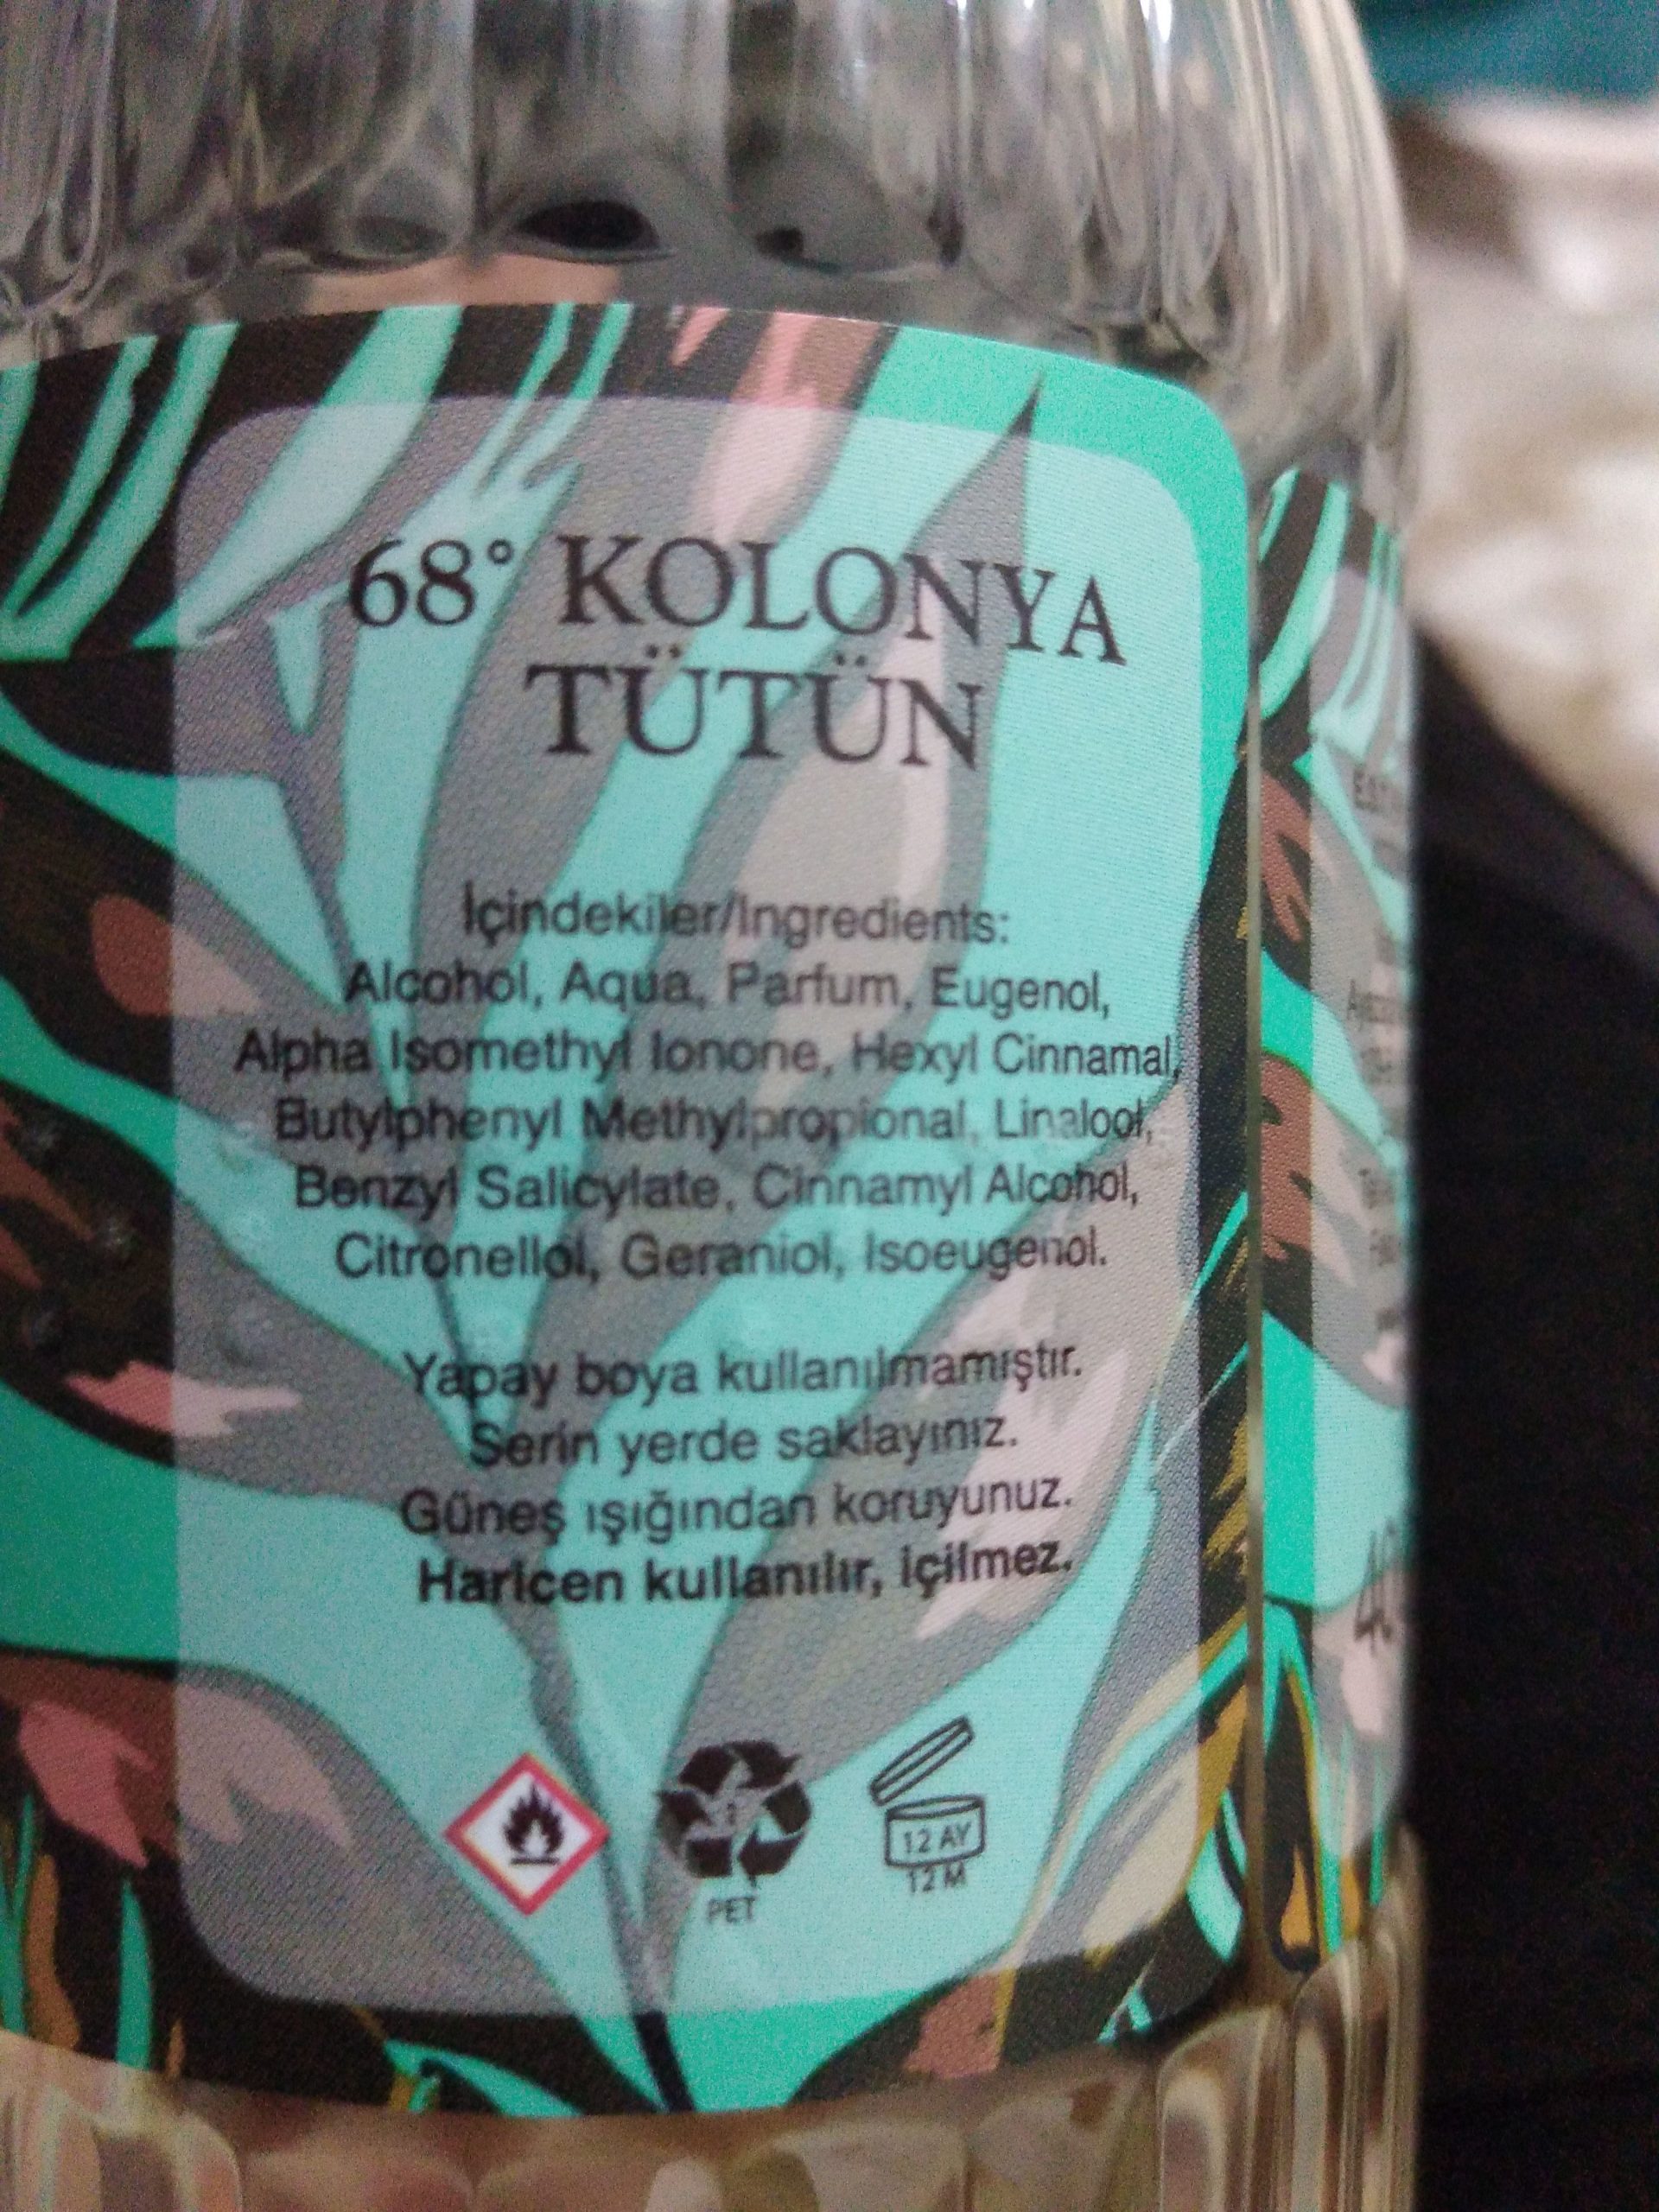 68° KOLONYA
TÜTÜN
İçindekiler/Ingredients:
Alcohol, Aqua, Parfum, Eugenol,
Alpha Isomethyl Ionone, Hexyl Cinnamal,
Butylphenyl Methylpropional, Linalool,
Benzyl Salicylate, Cinnamyl Alcohol,
Citronellol, Geraniol, Isoeugenol.
Yapay boya kullanılmamıştır.
Serin yerde saklayınız.
Güneş ışığından koruyunuz.
Haricen kullanılır, içilmez.
PET
12 AY
12 M